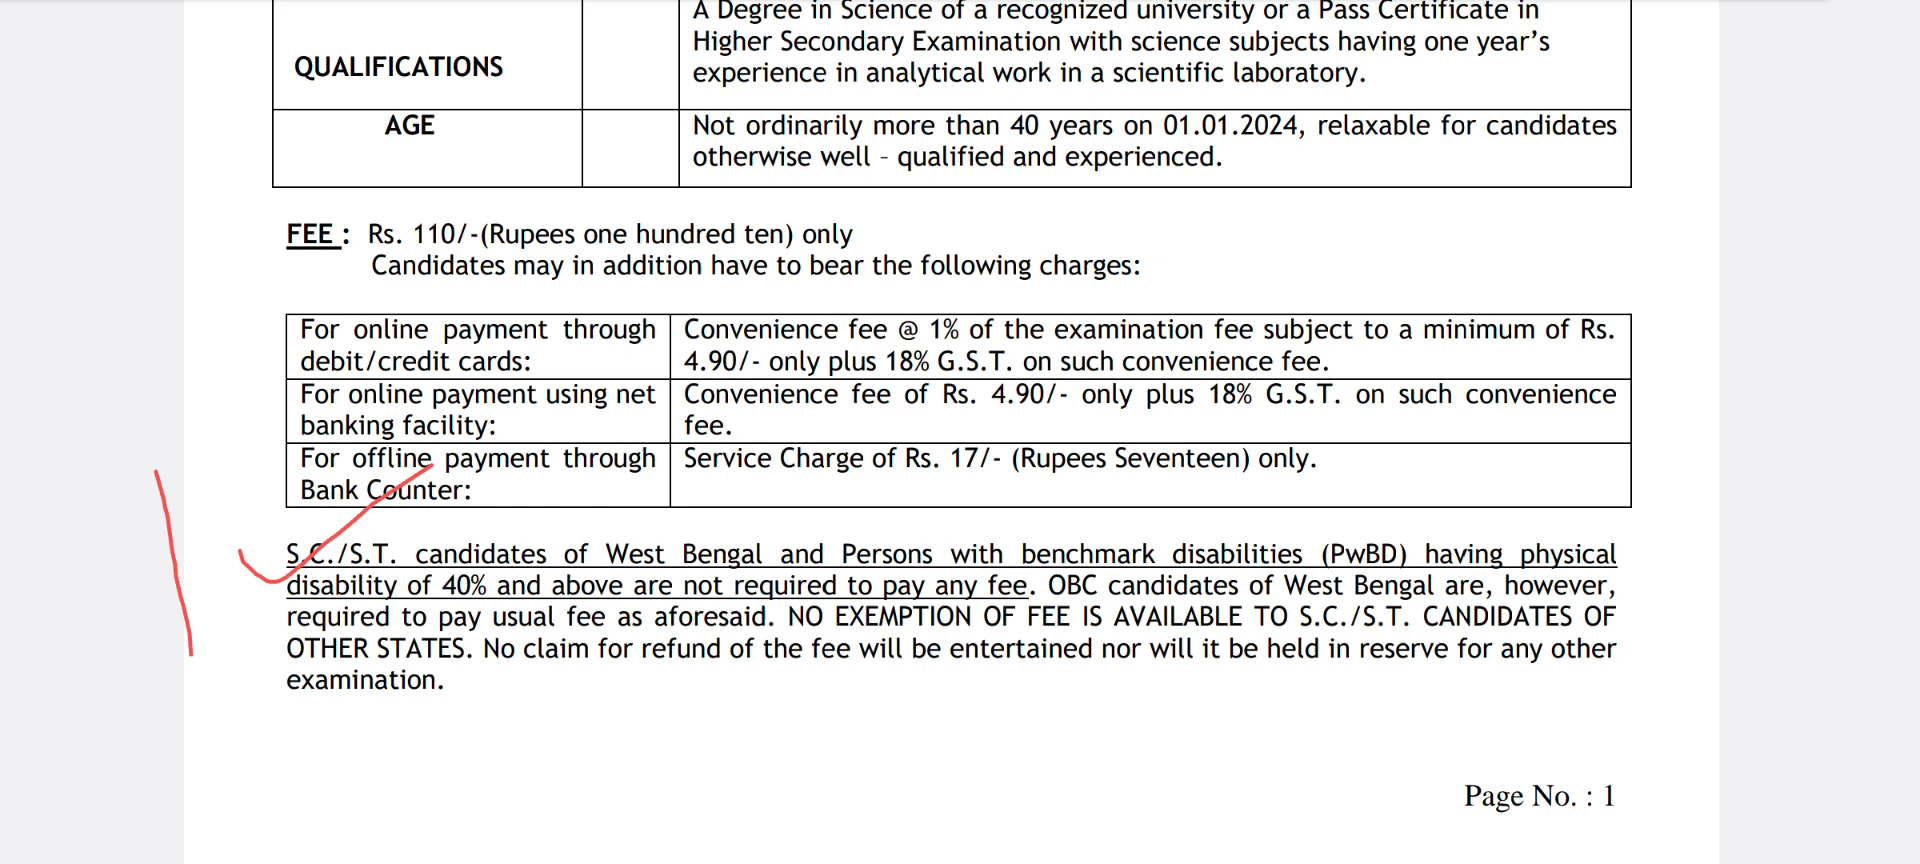 A Degree in Science of a recognized university or a Pass Certificate in
Higher Secondary Examination with science subjects having one year’s
QUALIFICATIONS
experience in analytical work in a scientific laboratory.
AGE
Not ordinarily more than 40 years on 01.01.2024, relaxable for candidates
otherwise well - qualified and experienced.
FEE : Rs. 110/-(Rupees one hundred ten) only
Candidates may in addition have to bear the following charges:
For online payment through
debit/credit cards:
Convenience fee @ 1% of the examination fee subject to a minimum of Rs.
4.90/- only plus 18% G.S.T. on such convenience fee.
For online payment using net
banking facility:
Convenience fee of Rs. 4.90/- only plus 18% G.S.T. on such convenience
fee.
For offline payment through
Bank Counter:
Service Charge of Rs. 17/- (Rupees Seventeen) only.
S.C./S.T. candidates of West Bengal and Persons with benchmark disabilities (PwBD) having physical
disability of 40% and above are not required to pay any fee. OBC candidates of West Bengal are, however,
required to pay usual fee as aforesaid. NO EXEMPTION OF FEE IS AVAILABLE TO S.C./S.T. CANDIDATES OF
OTHER STATES. No claim for refund of the fee will be entertained nor will it be held in reserve for any other
examination.
Page No. : 1